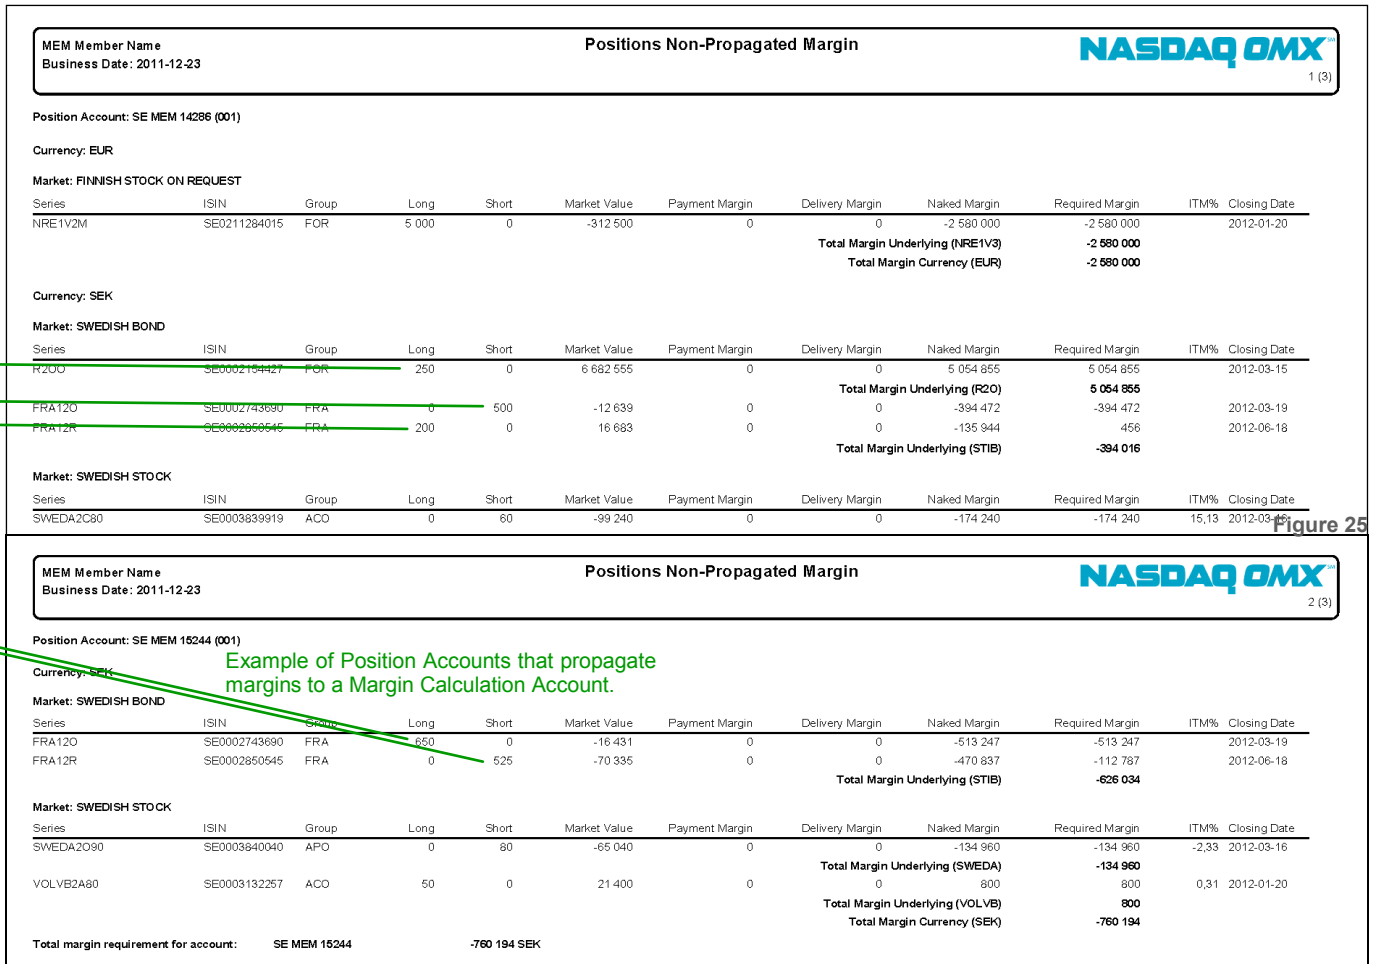 MEM Member Name
Positions Non-Propagated Margin
NASDAQ OMX
Business Date: 2011-12-23
1 (3)
Position Account: SE MEM 14286 (001)
Currency: EUR
Market: FINNISH STOCK ON REQUEST
Series ISIN Group Long Short Market Value Payment Margin Delivery Margin Naked Margin Required Margin ITM% Closing Date
NRE1V2M SE0211284015 FOR 5 000 0 -312 500 0 0 -2 580 000 -2 580 000 2012-01-20
Total Margin Underlying (NRE1V3) -2 580 000
Total Margin Currency (EUR) -2 580 000
Currency: SEK
Market: SWEDISH BOND
Series ISIN Group Long Short Market Value Payment Margin Delivery Margin Naked Margin Required Margin ITM% Closing Date
R2OO SE0002154427 FOR 250 0 6 682 555 0 0 5 054 855 5 054 855 2012-03-15
Total Margin Underlying (R2O) 5 054 855
FRA12O SE0002743690 FRA 0 500 -12 639 0 0 -394 472 -394 472 2012-03-19
FRA12R SE0002850545 FRA 200 0 16 683 0 0 -135 944 456 2012-06-18
Total Margin Underlying (STIB) -394 016
Market: SWEDISH STOCK
Series ISIN Group Long Short Market Value Payment Margin Delivery Margin Naked Margin Required Margin ITM% Closing Date
SWEDA2C80 SE0003839919 ACO 0 60 -99 240 0 0 -174 240 -174 240 15,13 2012-03-16
Figure 25
MEM Member Name
Positions Non-Propagated Margin
NASDAQ OMX
Business Date: 2011-12-23
2 (3)
Position Account: SE MEM 15244 (001)
Example of Position Accounts that propagate
margins to a Margin Calculation Account.
Currency: SEK
Market: SWEDISH BOND
Series ISIN Group Long Short Market Value Payment Margin Delivery Margin Naked Margin Required Margin ITM% Closing Date
FRA12O SE0002743690 FRA 650 0 -16 431 0 0 -513 247 -513 247 2012-03-19
FRA12R SE0002850545 FRA 0 525 -70 335 0 0 -470 837 -112 787 2012-06-18
Total Margin Underlying (STIB) -626 034
Market: SWEDISH STOCK
Series ISIN Group Long Short Market Value Payment Margin Delivery Margin Naked Margin Required Margin ITM% Closing Date
SWEDA2O90 SE0003840040 APO 0 80 -65 040 0 0 -134 960 -134 960 -2,33 2012-03-16
Total Margin Underlying (SWEDA) -134 960
VOLVB2A80 SE0003132257 ACO 50 0 21 400 0 0 800 800 0,31 2012-01-20
Total Margin Underlying (VOLVB) 800
Total Margin Currency (SEK) -760 194
Total margin requirement for account: SE MEM 15244 -760 194 SEK